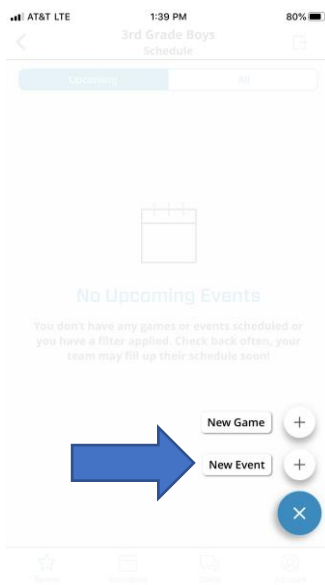 AT&T LTE 1:39 PM 80%
3rd Grade Boys
Schedule
Upcoming All
No Upcoming Events
You don't have any games or events scheduled or
you have a filter applied. Check back often, your
team may fill up their schedule soon!
New Game +
New Event +